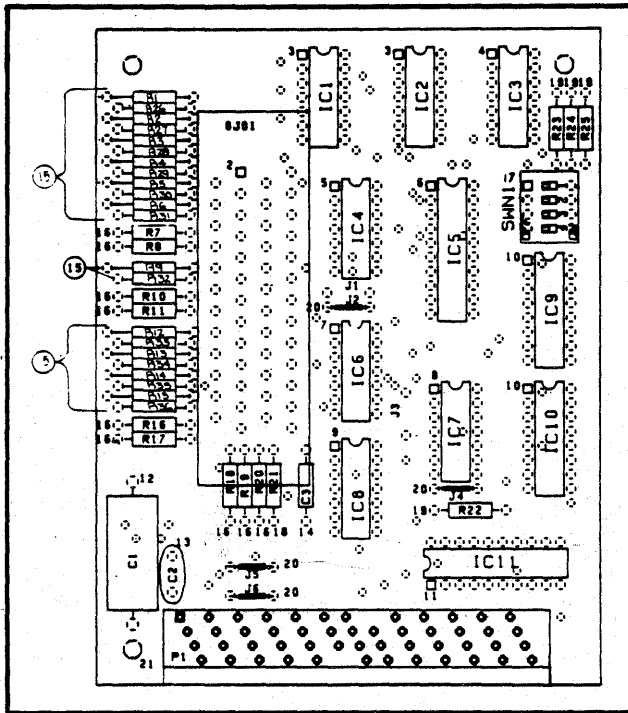 3 3 4
IC1 IC2 IC3
19 19 19
R23 R24 R25
R1
R26
R2
R27
R3
R28
R4
R29
R5
R30
R6
R31
15
2
5 6 17
SWN1
IC4 IC5
16 R7
16 R8
15
R9
R32
16 R10
16 R11
J1
J2
20
10
IC9
7
IC6
R12
R33
R13
R34
R14
R35
R15
R36
5
16 R16
16 R17
J3
8
IC7
10
IC10
9
IC8
20
J4
19 R22
R18 R19 R20 R21 C3
16 16 16 18 14
12
C1
13
C2
IC11
11
J5 20
J6 20
P1
21